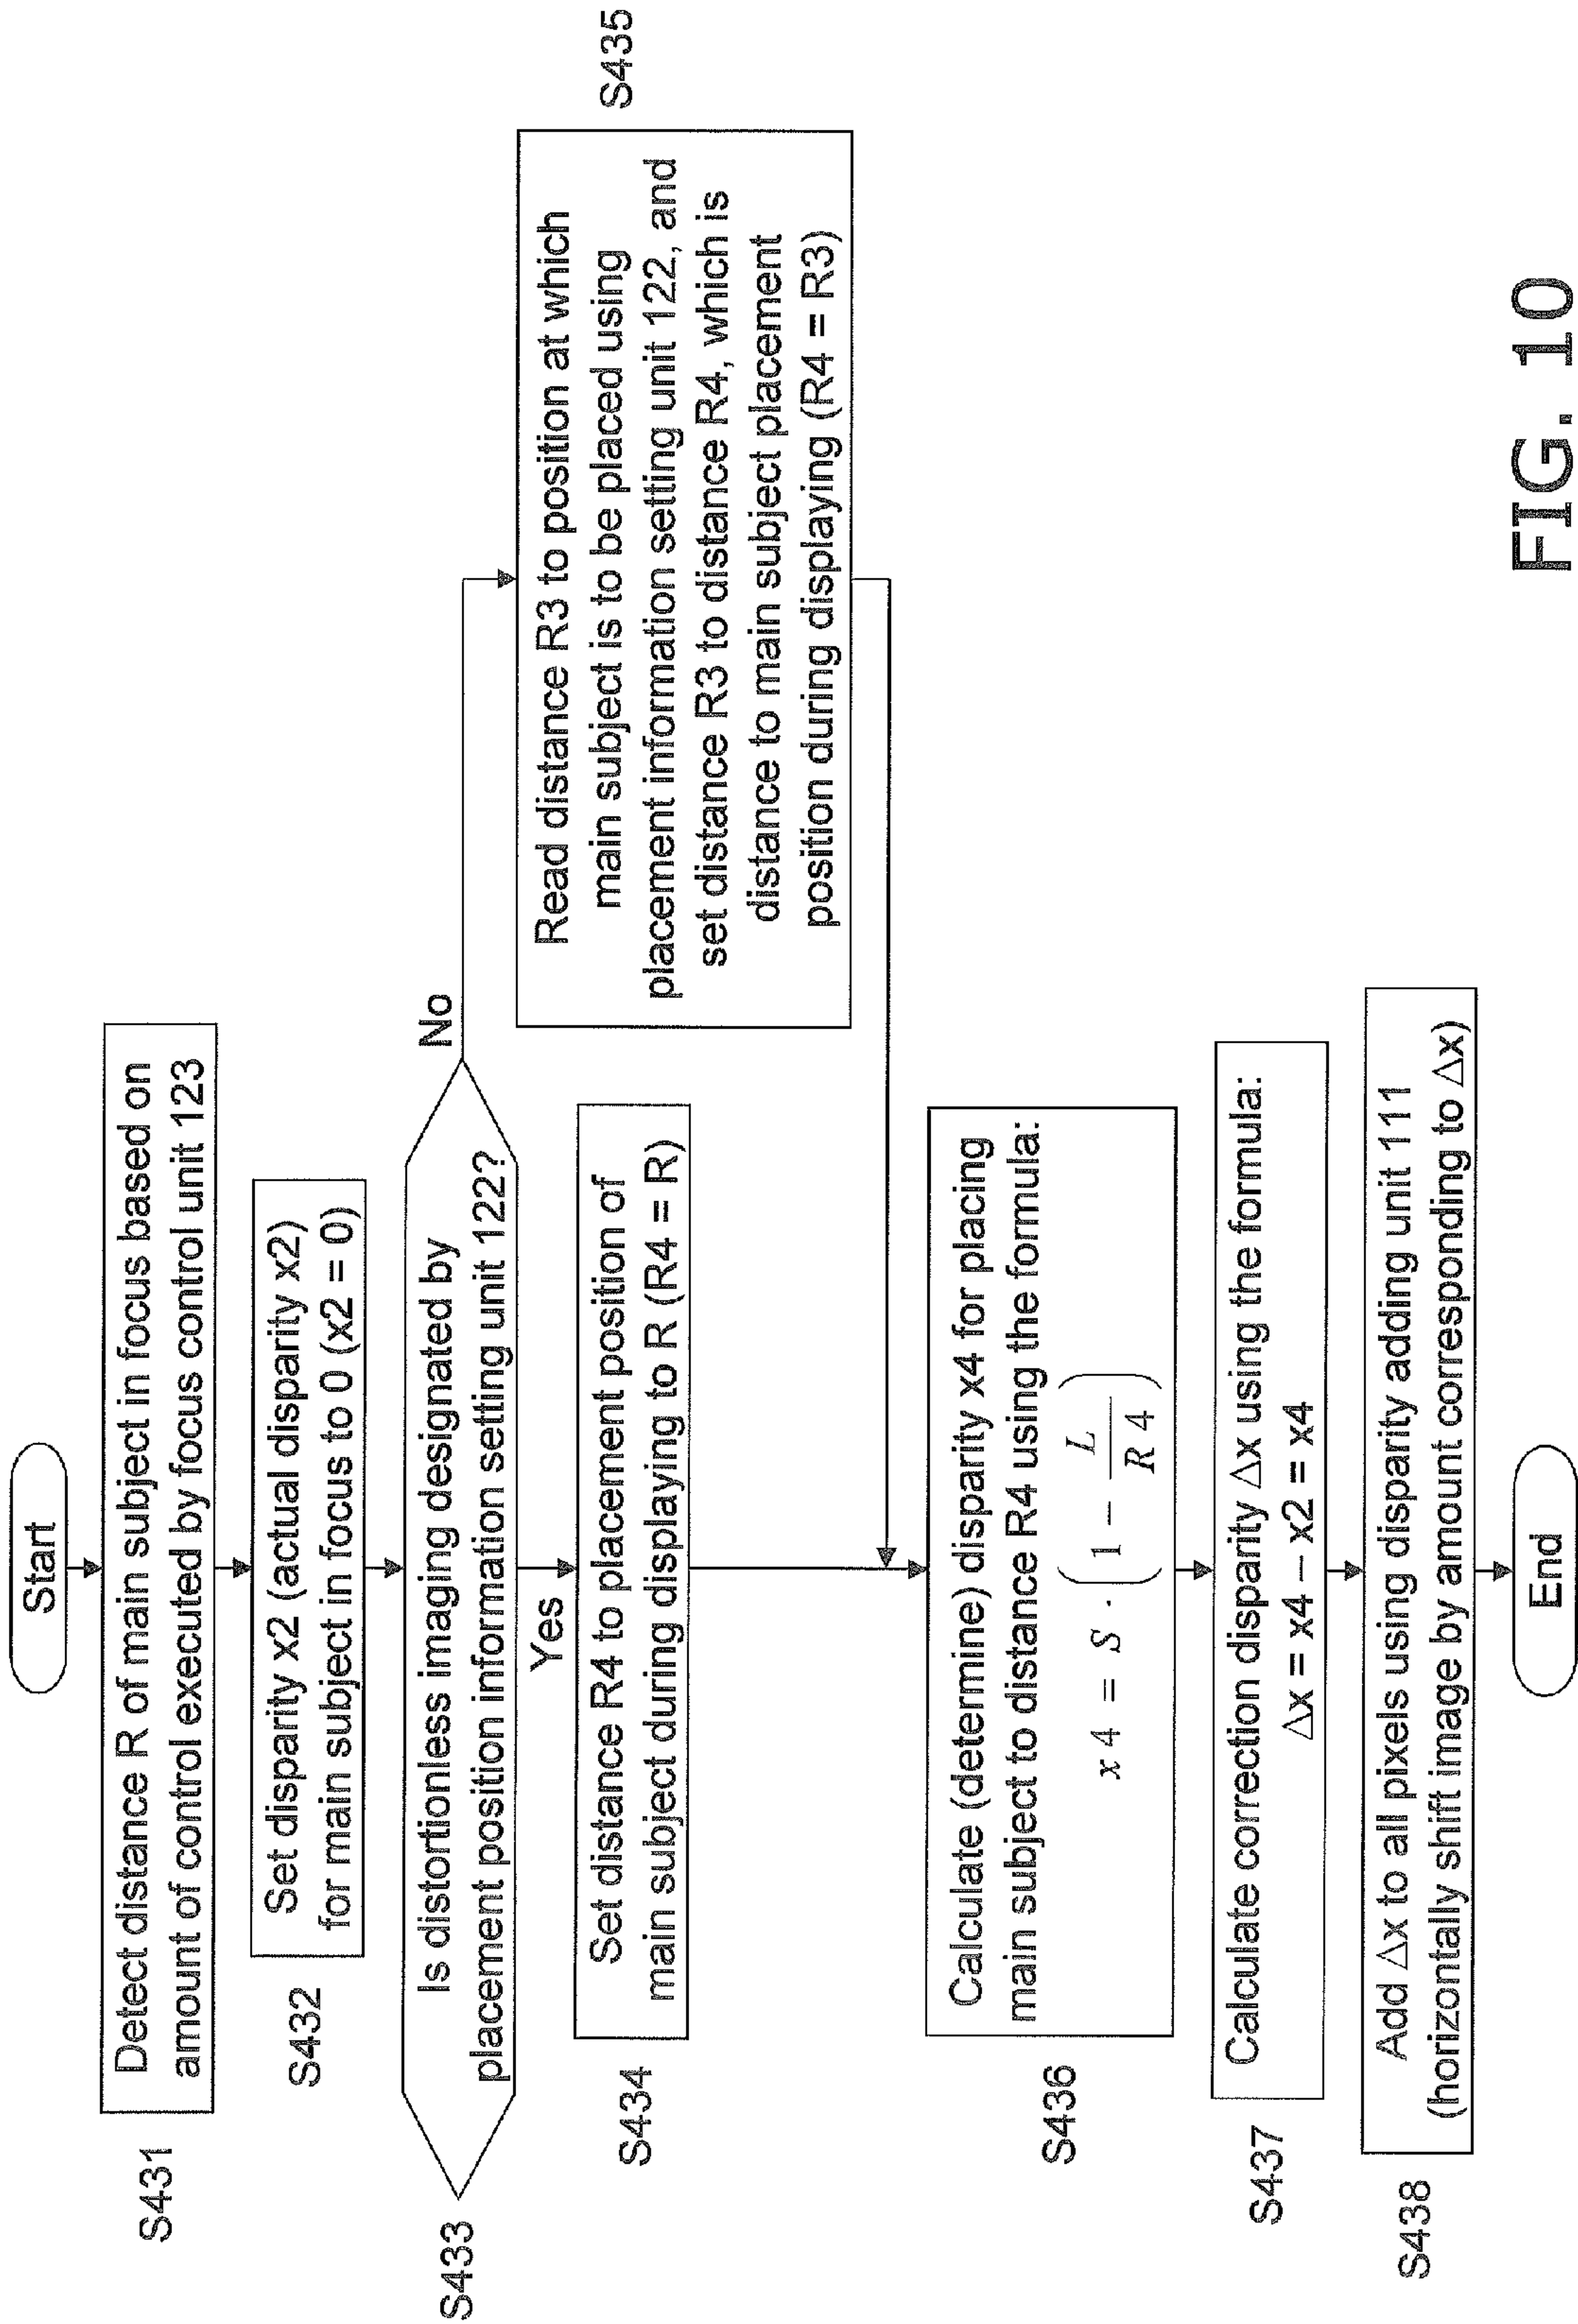 Start
S431
Detect distance R of main subject in focus based on
amount of control executed by focus control unit 123
S432
Set disparity x2 (actual disparity x2)
for main subject in focus to 0 (x2 = 0)
S433
Is distortionless imaging designated by
placement position information setting unit 122?
No
Yes
S434
Set distance R4 to placement position of
main subject during displaying to R (R4 = R)
S435
Read distance R3 to position at which
main subject is to be placed using
placement information setting unit 122, and
set distance R3 to distance R4, which is
distance to main subject placement
position during displaying (R4 = R3)
S436
Calculate (determine) disparity x4 for placing
main subject to distance R4 using the formula:
x 4 = S · ( 1 − L / R 4 )
S437
Calculate correction disparity Δx using the formula:
Δx = x4 – x2 = x4
S438
Add Δx to all pixels using disparity adding unit 111
(horizontally shift image by amount corresponding to Δx)
End
FIG. 10